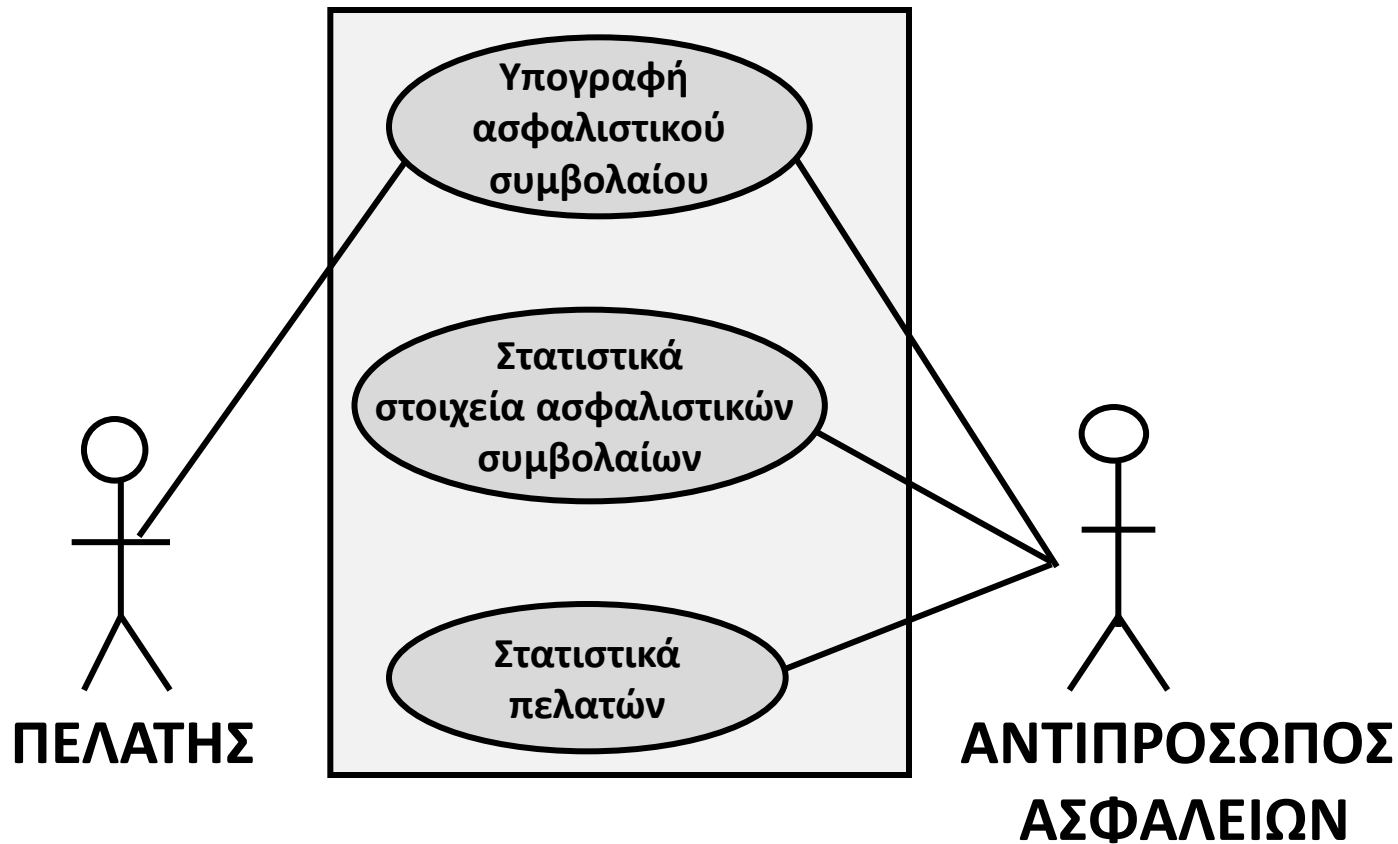 Υπογραφή
ασφαλιστικού
συμβολαίου
Στατιστικά
στοιχεία ασφαλιστικών
συμβολαίων
Στατιστικά
πελατών
ΠΕΛΑΤΗΣ
ΑΝΤΙΠΡΟΣΩΠΟΣ
ΑΣΦΑΛΕΙΩΝ